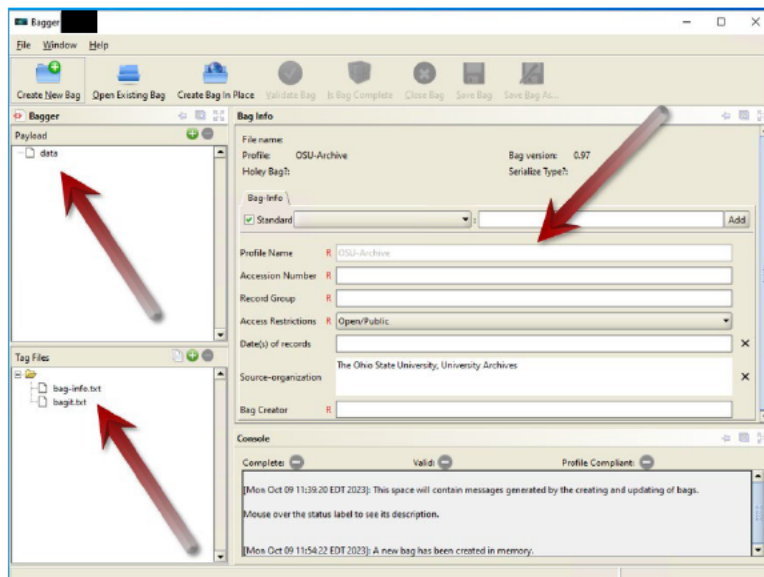 Bagger
File Window Help
Create New Bag Open Existing Bag Create Bag In Place Validate Bag Is Bag Complete Close Bag Save Bag Save Bag As...
Bagger
Payload
data
Tag Files
bag-info.txt
bagit.txt
Bag Info
File name:
Profile: OSU-Archive Bag version: 0.97
Holey Bag?: Serialize Type?:
Bag-Info
Standard : Add
Profile Name R OSU-Archive
Accession Number R
Record Group R
Access Restrictions R Open/Public
Date(s) of records
Source-organization The Ohio State University, University Archives
Bag Creator R
Console
Complete: Valid: Profile Compliant:
[Mon Oct 09 11:39:20 EDT 2023]: This space will contain messages generated by the creating and updating of bags.
Mouse over the status label to see its description.
[Mon Oct 09 11:54:22 EDT 2023]: A new bag has been created in memory.